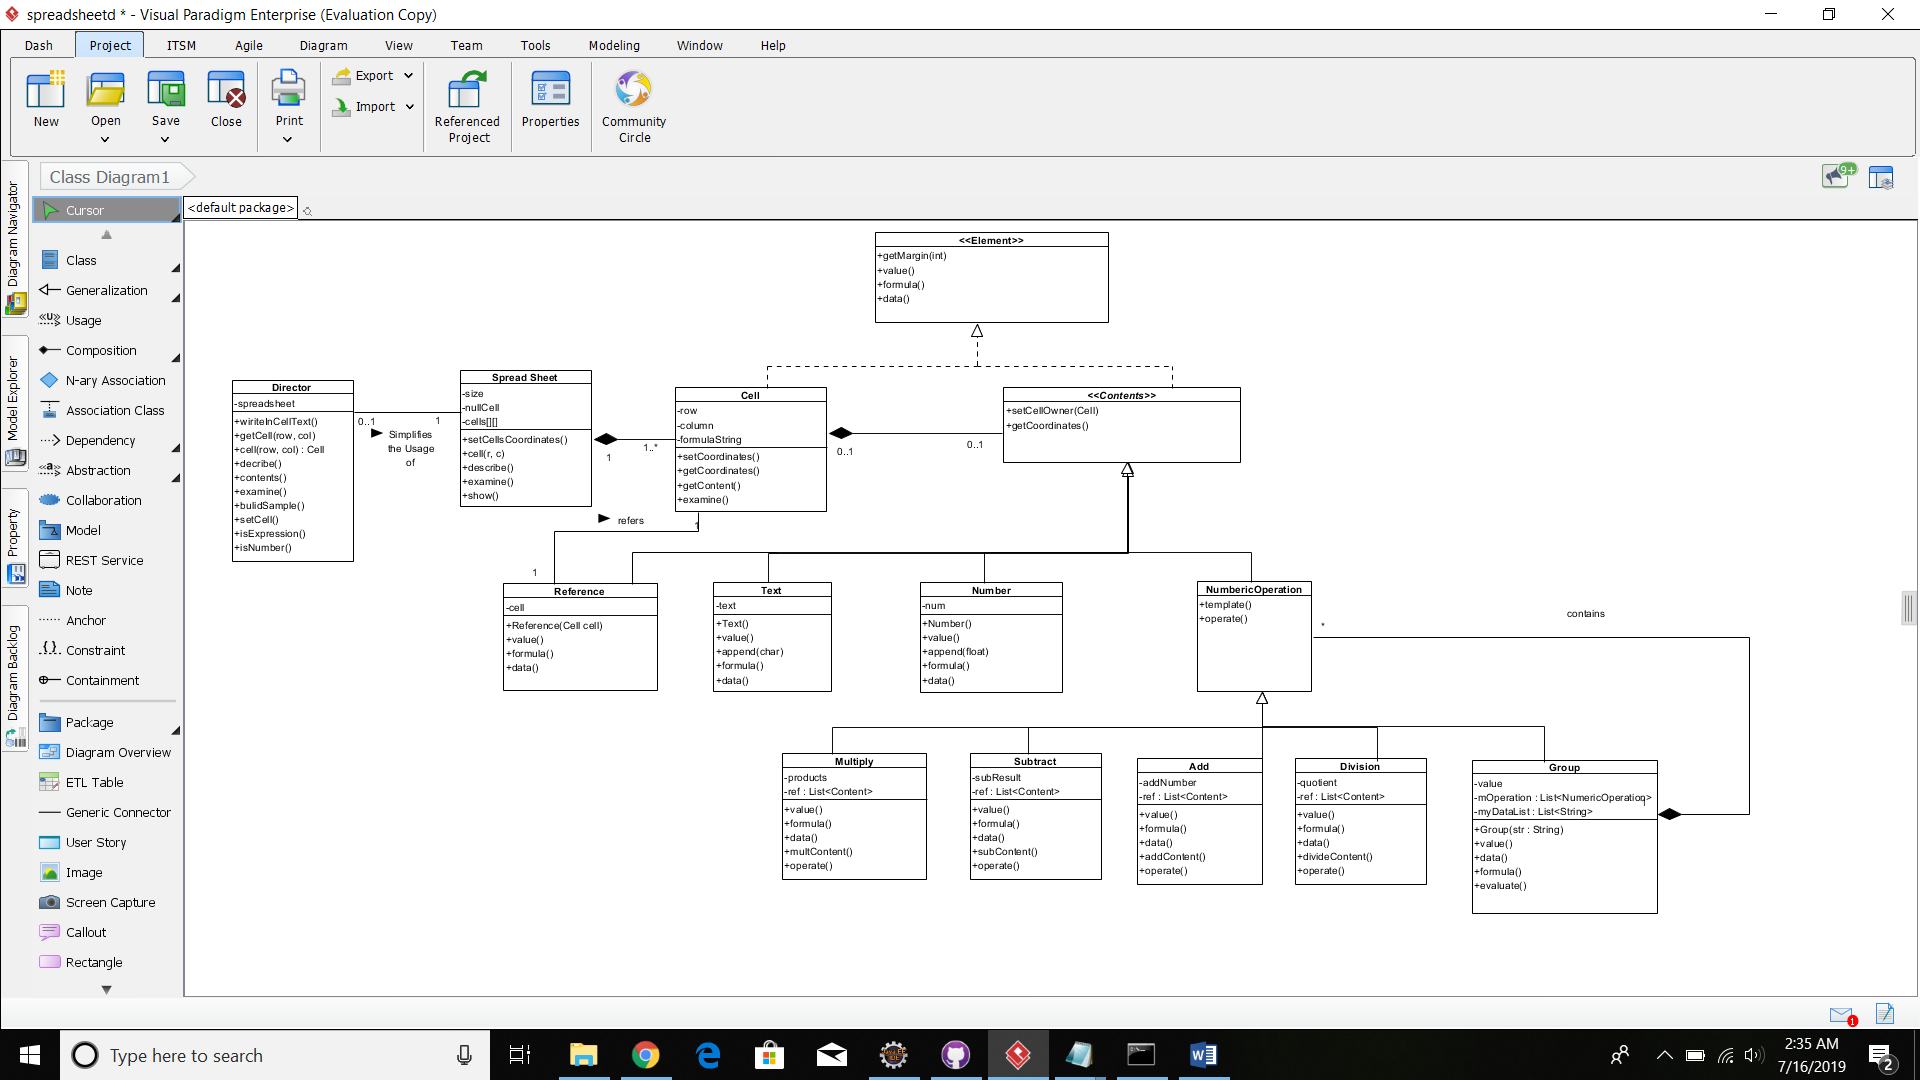 spreadsheetd * - Visual Paradigm Enterprise (Evaluation Copy)
Dash Project ITSM Agile Diagram View Team Tools Modeling Window Help
New Open Save Close Print Export Import Referenced Project Properties Community Circle
Class Diagram1
9+
<default package>
Diagram Navigator
Model Explorer
Property
Diagram Backlog
Cursor
Class
Generalization
Usage
Composition
N-ary Association
Association Class
Dependency
Abstraction
Collaboration
Model
REST Service
Note
Anchor
Constraint
Containment
Package
Diagram Overview
ETL Table
Generic Connector
User Story
Image
Screen Capture
Callout
Rectangle
<<Element>>
+getMargin(int)
+value()
+formula()
+data()
Director
-spreadsheet
+wiriteInCellText()
+getCell(row, col)
+cell(row, col) : Cell
+decribe()
+contents()
+examine()
+bulidSample()
+setCell()
+isExpression()
+isNumber()
0..1
1
Simplifies
the Usage
of
Spread Sheet
-size
-nullCell
-cells[][]
+setCellsCoordinates()
+cell(r, c)
+describe()
+examine()
+show()
1
1..*
Cell
-row
-column
-formulaString
+setCoordinates()
+getCoordinates()
+getContent()
+examine()
0..1
0..1
<<Contents>>
+setCellOwner(Cell)
+getCoordinates()
refers
1
1
Reference
-cell
+Reference(Cell cell)
+value()
+formula()
+data()
Text
-text
+Text()
+value()
+append(char)
+formula()
+data()
Number
-num
+Number()
+value()
+append(float)
+formula()
+data()
NumbericOperation
+template()
+operate()
*
contains
Multiply
-products
-ref : List<Content>
+value()
+formula()
+data()
+multContent()
+operate()
Subtract
-subResult
-ref : List<Content>
+value()
+formula()
+data()
+subContent()
+operate()
Add
-addNumber
-ref : List<Content>
+value()
+formula()
+data()
+addContent()
+operate()
Division
-quotient
-ref : List<Content>
+value()
+formula()
+data()
+divideContent()
+operate()
Group
-value
-mOperation : List<NumericOperation>
-myDataList : List<String>
+Group(str : String)
+value()
+data()
+formula()
+evaluate()
1
Type here to search
2:35 AM
7/16/2019
2